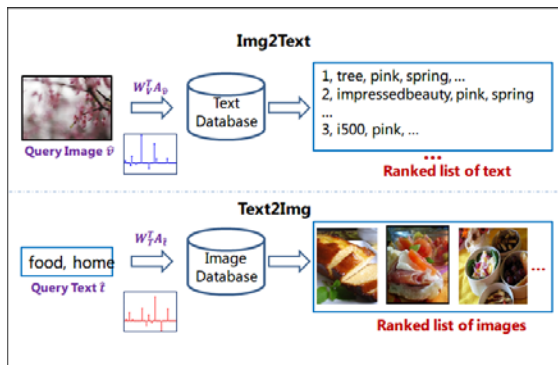 Img2Text
W_V^T A_v̂
Text
Database
1, tree, pink, spring, ...
2, impressedbeauty, pink, spring
...
3, i500, pink, ...
Query Image v̂
...
Ranked list of text
Text2Img
food, home
W_T^T A_t̂
Image
Database
...
Query Text t̂
Ranked list of images